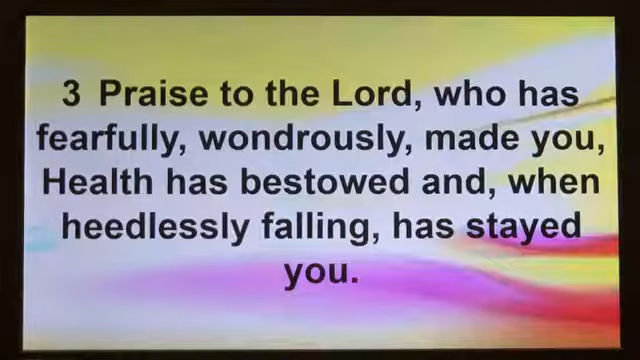 3 Praise to the Lord, who has
fearfully, wondrously, made you,
Health has bestowed and, when
heedlessly falling, has stayed
you.